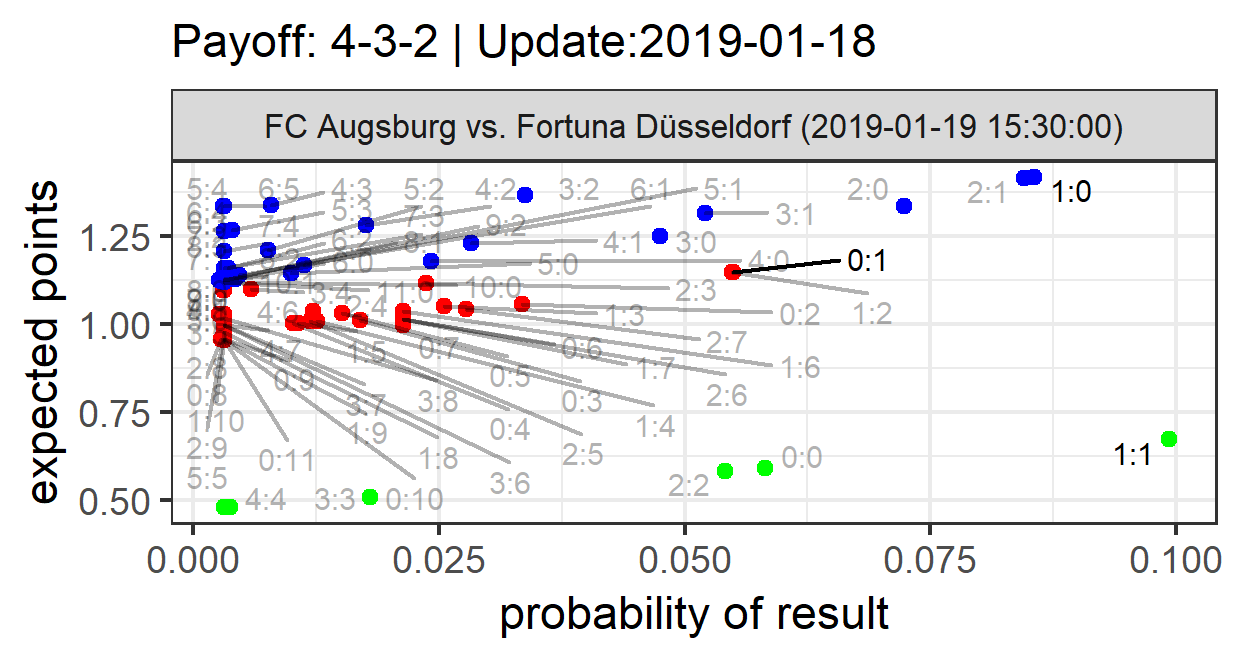 Payoff: 4-3-2 | Update:2019-01-18
FC Augsburg vs. Fortuna Düsseldorf (2019-01-19 15:30:00)
expected points
1.25
1.00
0.75
0.50
5:4 6:5 4:3 5:2 4:2 3:2 6:1 5:1 2:0 2:1 1:0
5:3 7:3 3:1
7:4 9:2
6:2 8:1 4:1 3:0
6:0 5:0 4:0 0:1
10:1 3:4 11:0 10:0 2:3
4:6 2:4 1:3 0:2 1:2
4:7 1:5 0:7 0:6 2:7
0:9 0:5 1:7 1:6
0:8 3:7 3:8 0:3 2:6
1:10 1:9 0:4 1:4
2:9 0:11 1:8 2:5 0:0 1:1
5:5 3:6 2:2
4:4 3:3 0:10
0.000 0.025 0.050 0.075 0.100
probability of result